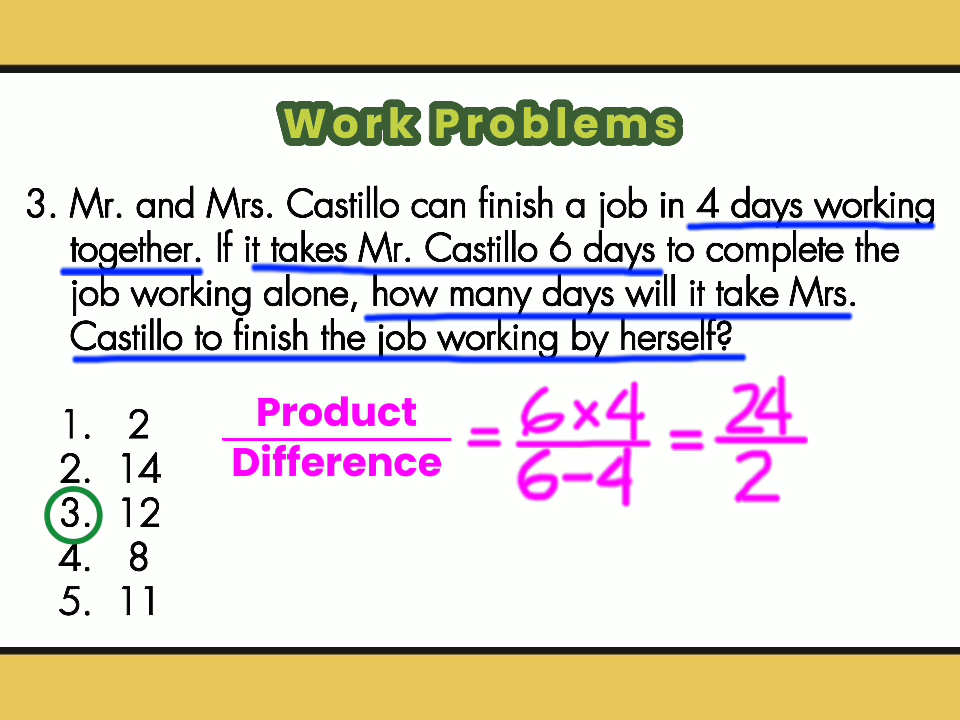 Work Problems
3. Mr. and Mrs. Castillo can finish a job in 4 days working
together. If it takes Mr. Castillo 6 days to complete the
job working alone, how many days will it take Mrs.
Castillo to finish the job working by herself?
1. 2
2. 14
3. 12
4. 8
5. 11
Product
Difference
= 6×4 = 24
6-4 2